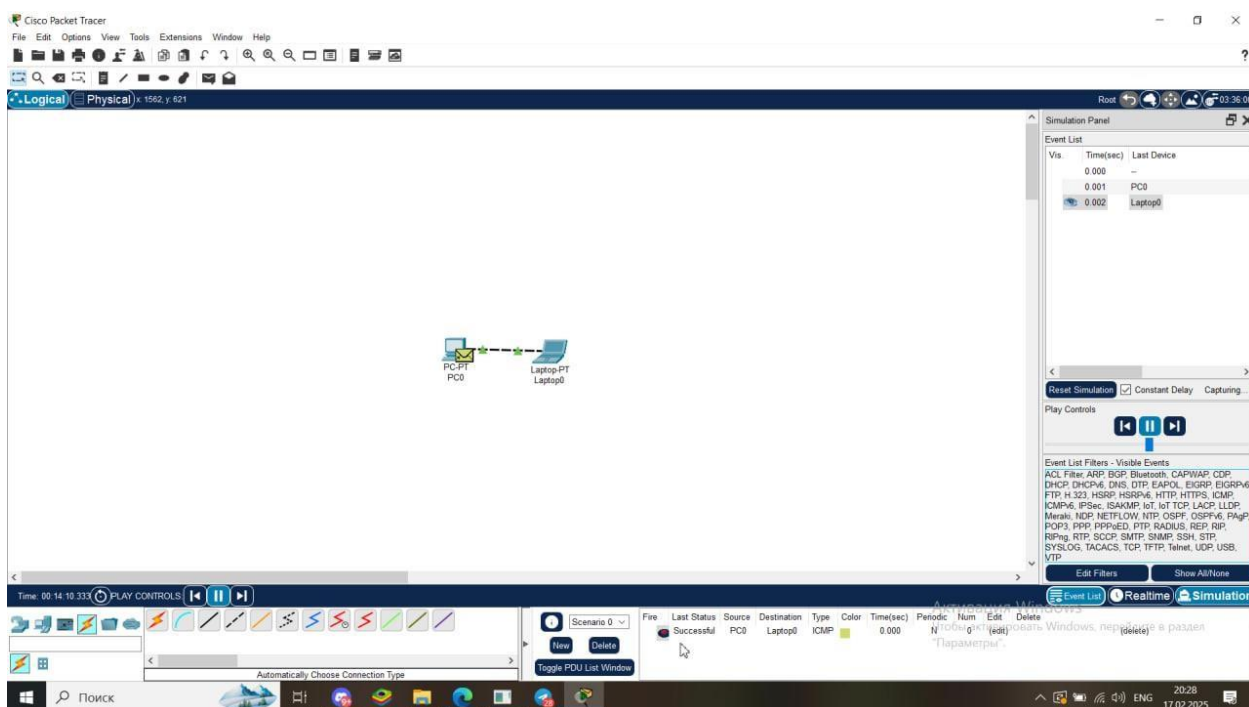 Cisco Packet Tracer
File Edit Options View Tools Extensions Window Help
?
Logical Physical x: 1562, y: 621 Root 03:36:0
Simulation Panel
Event List
Vis. Time(sec) Last Device
0.000 --
0.001 PC0
0.002 Laptop0
PC-PT
PC0
Laptop-PT
Laptop0
Reset Simulation Constant Delay Capturing...
Play Controls
Event List Filters - Visible Events
ACL Filter, ARP, BGP, Bluetooth, CAPWAP, CDP,
DHCP, DHCPv6, DNS, DTP, EAPOL, EIGRP, EIGRPv6
FTP, H.323, HSRP, HSRPv6, HTTP, HTTPS, ICMP,
ICMPv6, IPSec, ISAKMP, IoT, IoT TCP, LACP, LLDP,
Meraki, NDP, NETFLOW, NTP, OSPF, OSPFv6, PAgP,
POP3, PPP, PPPoED, PTP, RADIUS, REP, RIP,
RIPng, RTP, SCCP, SMTP, SNMP, SSH, STP,
SYSLOG, TACACS, TCP, TFTP, Telnet, UDP, USB,
VTP
Edit Filters Show All/None
Time: 00:14:10.333 PLAY CONTROLS: Event List Realtime Simulation
Активация Windows
Чтобы активировать Windows, перейдите в раздел
"Параметры".
Scenario 0
New Delete
Toggle PDU List Window
Fire Last Status Source Destination Type Color Time(sec) Periodic Num Edit Delete
Successful PC0 Laptop0 ICMP 0.000 N 0 (edit) (delete)
Automatically Choose Connection Type
Поиск ENG 20:28
17.02.2025